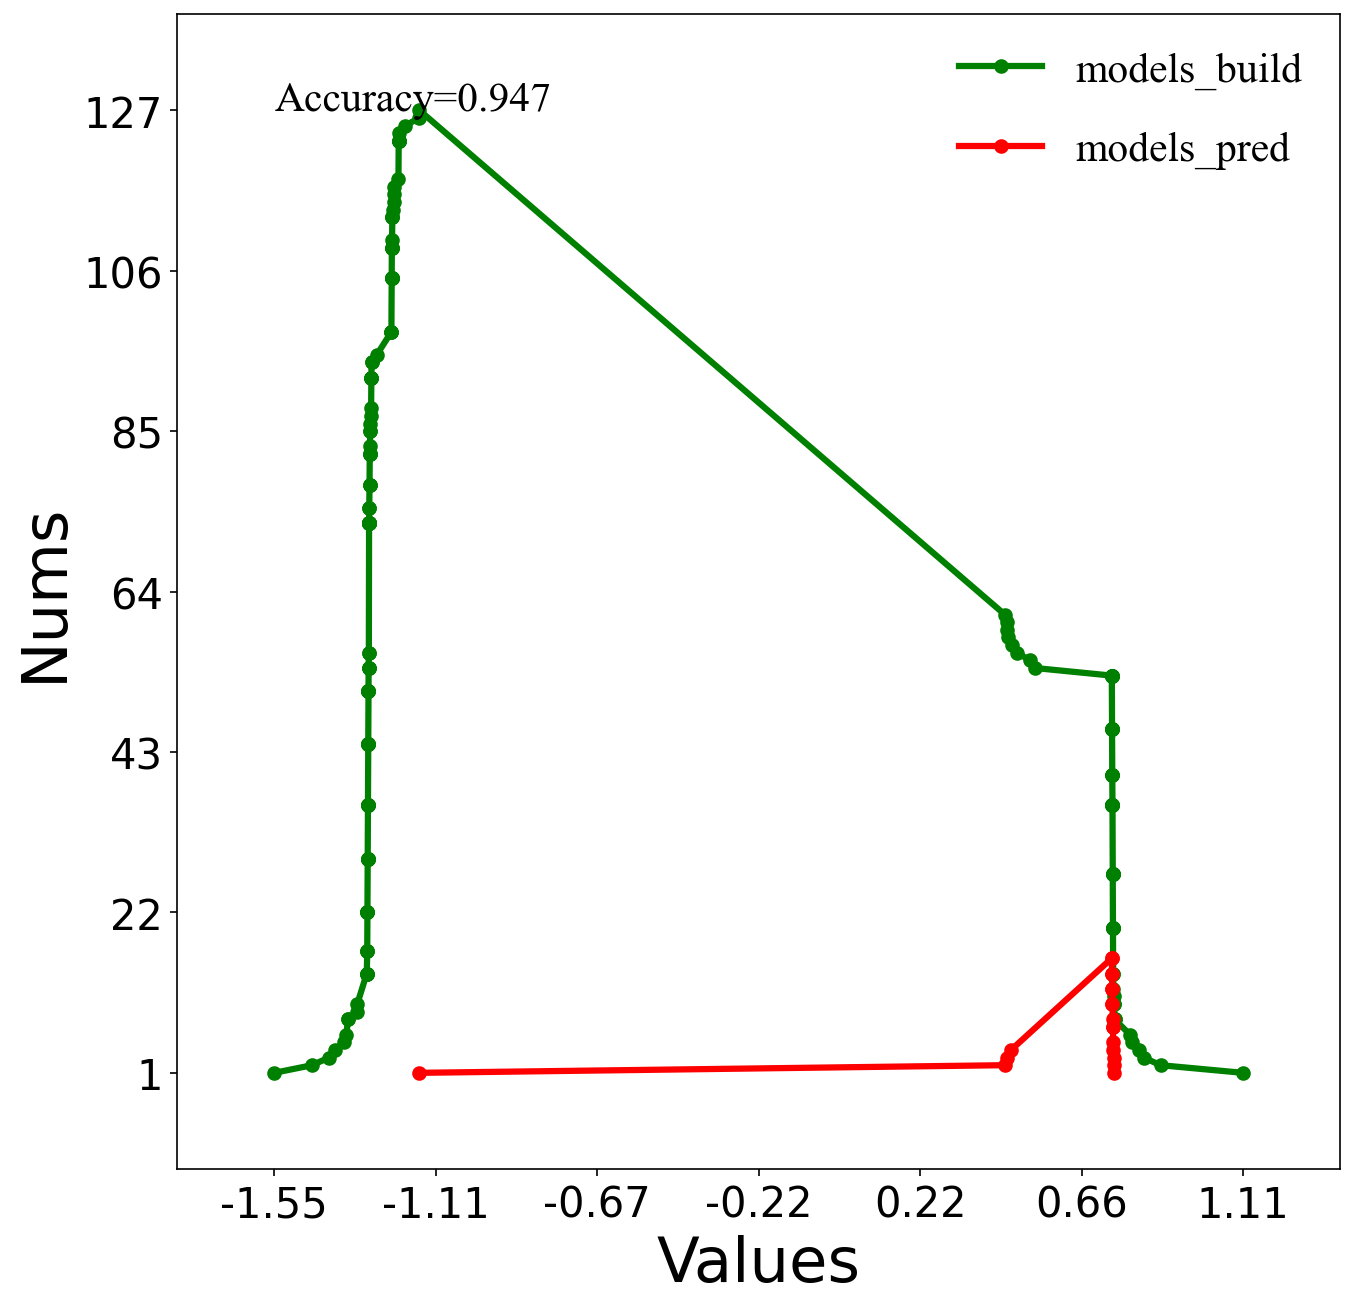 Accuracy=0.947
models_build
models_pred
127
106
85
64
43
22
1
Nums
-1.55 -1.11 -0.67 -0.22 0.22 0.66 1.11
Values